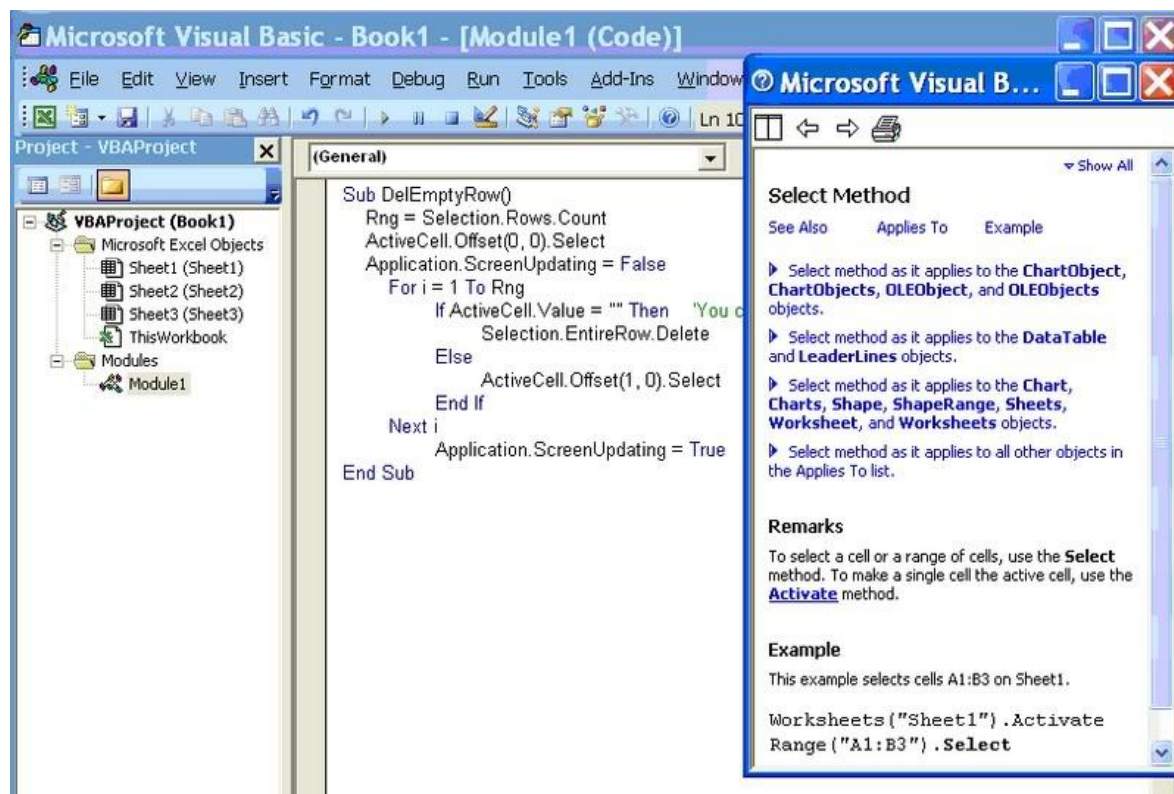 Microsoft Visual Basic - Book1 - [Module1 (Code)]
File Edit View Insert Format Debug Run Tools Add-Ins Window
Ln 10
Project - VBAProject
VBAProject (Book1)
Microsoft Excel Objects
Sheet1 (Sheet1)
Sheet2 (Sheet2)
Sheet3 (Sheet3)
ThisWorkbook
Modules
Module1
(General)
Sub DelEmptyRow()
Rng = Selection.Rows.Count
ActiveCell.Offset(0, 0).Select
Application.ScreenUpdating = False
For i = 1 To Rng
If ActiveCell.Value = "" Then 'You c
Selection.EntireRow.Delete
Else
ActiveCell.Offset(1, 0).Select
End If
Next i
Application.ScreenUpdating = True
End Sub
Microsoft Visual B...
Show All
Select Method
See Also Applies To Example
Select method as it applies to the ChartObject,
ChartObjects, OLEObject, and OLEObjects
objects.
Select method as it applies to the DataTable
and LeaderLines objects.
Select method as it applies to the Chart,
Charts, Shape, ShapeRange, Sheets,
Worksheet, and Worksheets objects.
Select method as it applies to all other objects in
the Applies To list.
Remarks
To select a cell or a range of cells, use the Select
method. To make a single cell the active cell, use the
Activate method.
Example
This example selects cells A1:B3 on Sheet1.
Worksheets("Sheet1").Activate
Range("A1:B3").Select